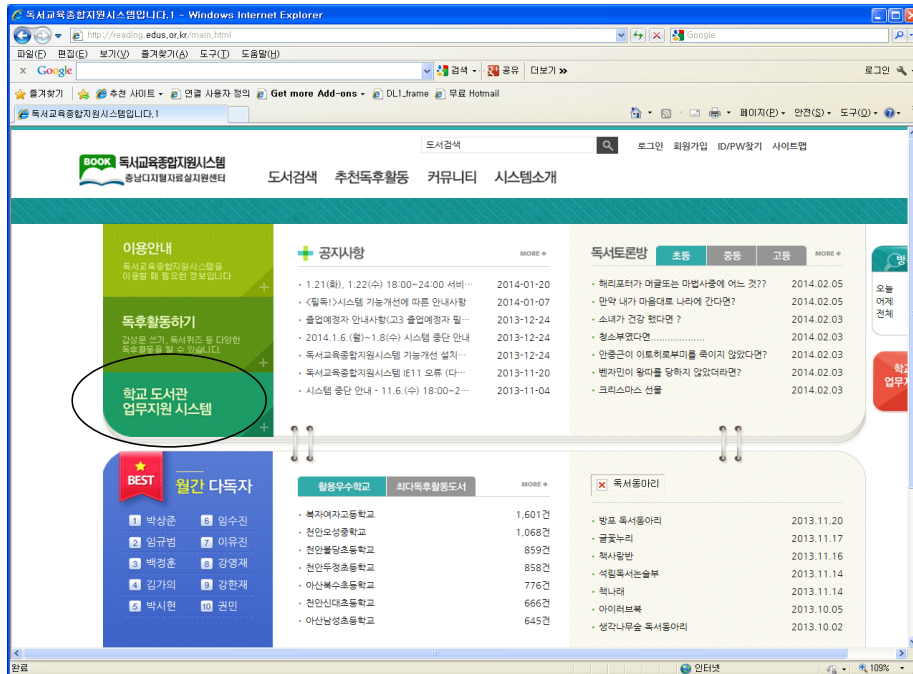 독서교육종합지원시스템입니다.1 - Windows Internet Explorer
http://reading.edus.or.kr/main.html
Google
파일(F) 편집(E) 보기(V) 즐겨찾기(A) 도구(T) 도움말(H)
x Google 검색 공유 더보기 » 로그인
즐겨찾기 추천 사이트 연결 사용자 정의 Get more Add-ons DL1_frame 무료 Hotmail
독서교육종합지원시스템입니다.1 페이지(P) 안전(S) 도구(O)
도서검색 로그인 회원가입 ID/PW찾기 사이트맵
BOOK 독서교육종합지원시스템
충남디지털자료실지원센터
도서검색 추천독후활동 커뮤니티 시스템소개
이용안내
독서교육종합지원시스템을
이용할 때 필요한 정보입니다
독후활동하기
감상문 쓰기, 독서퀴즈 등 다양한
독후활동을 할 수 있습니다.
학교 도서관
업무지원 시스템
공지사항 MORE +
· 1.21(화), 1.22(수) 18:00~24:00 서비… 2014-01-20
· <필독!>시스템 기능개선에 따른 안내사항 2014-01-07
· 졸업예정자 안내사항(고3 졸업예정자 필… 2013-12-24
· 2014.1.6.(월)~1.8(수) 시스템 중단 안내 2013-12-24
· 독서교육종합지원시스템 기능개선 설치… 2013-12-24
· 독서교육종합지원시스템 IE11 오류 (다… 2013-11-20
· 시스템 중단 안내 - 11.6.(수) 18:00~2… 2013-11-04
독서토론방 초등 중등 고등 MORE +
· 해리포터가 머글또는 마법사중에 어느 것?? 2014.02.05
· 만약 내가 마음대로 나라에 간다면? 2014.02.05
· 소녀가 건강 했다면 ? 2014.02.03
· 청소부였다면................... 2014.02.03
· 안중근이 이토히로부미를 죽이지 않았다면? 2014.02.03
· 벤자민이 왕따를 당하지 않았더라면? 2014.02.03
· 크리스마스 선물 2014.02.03
방
오늘
어제
전체
학교
업무지
BEST 월간 다독자
1 박상준 6 임수진
2 임규범 7 이유진
3 백정훈 8 강영재
4 김가의 9 강한재
5 박시현 10 권민
활용우수학교 최다독후활동도서 MORE +
· 복자여자고등학교 1,601건
· 천안오성중학교 1,068건
· 천안불당초등학교 859건
· 천안두정초등학교 858건
· 아산북수초등학교 776건
· 천안신대초등학교 666건
· 아산남성초등학교 645건
독서동아리
· 방포 독서동아리 2013.11.20
· 글꽃누리 2013.11.17
· 책사랑반 2013.11.16
· 석림독서논술부 2013.11.14
· 책나래 2013.11.14
· 아이러브북 2013.10.05
· 생각나무숲 독서동아리 2013.10.02
완료 인터넷 109%